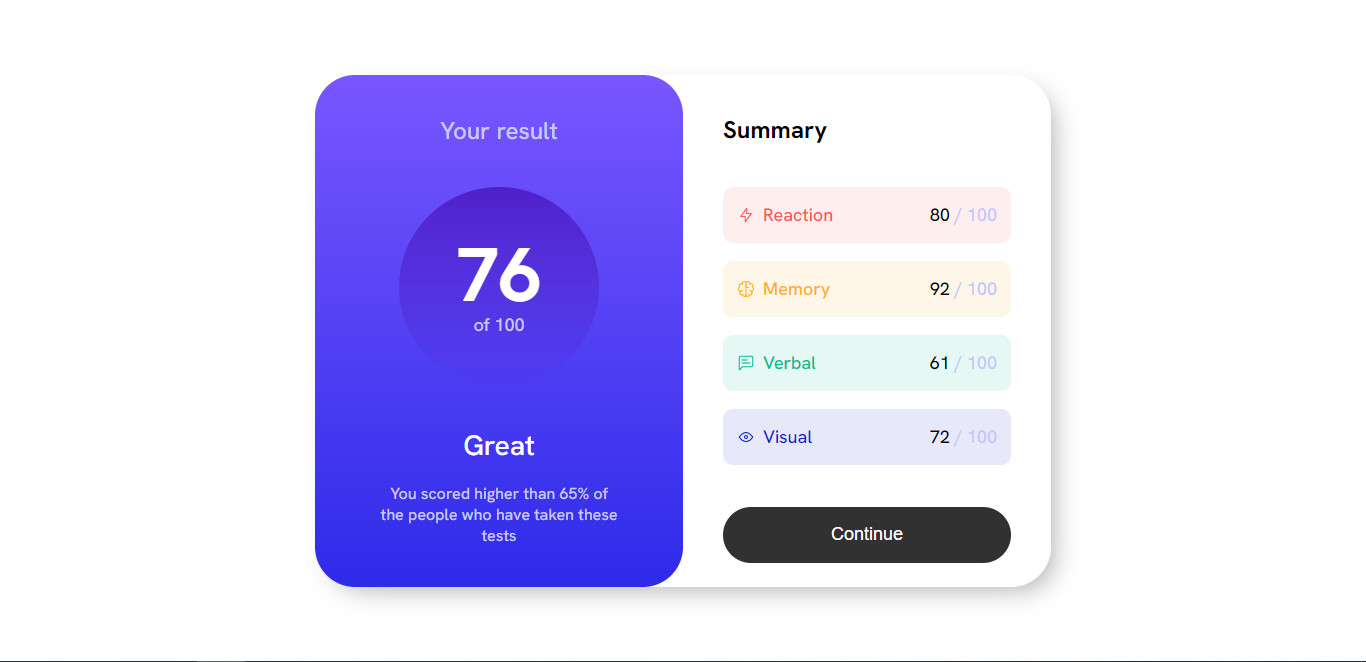 Your result
76
of 100
Great
You scored higher than 65% of
the people who have taken these
tests
Summary
Reaction 80 / 100
Memory 92 / 100
Verbal 61 / 100
Visual 72 / 100
Continue